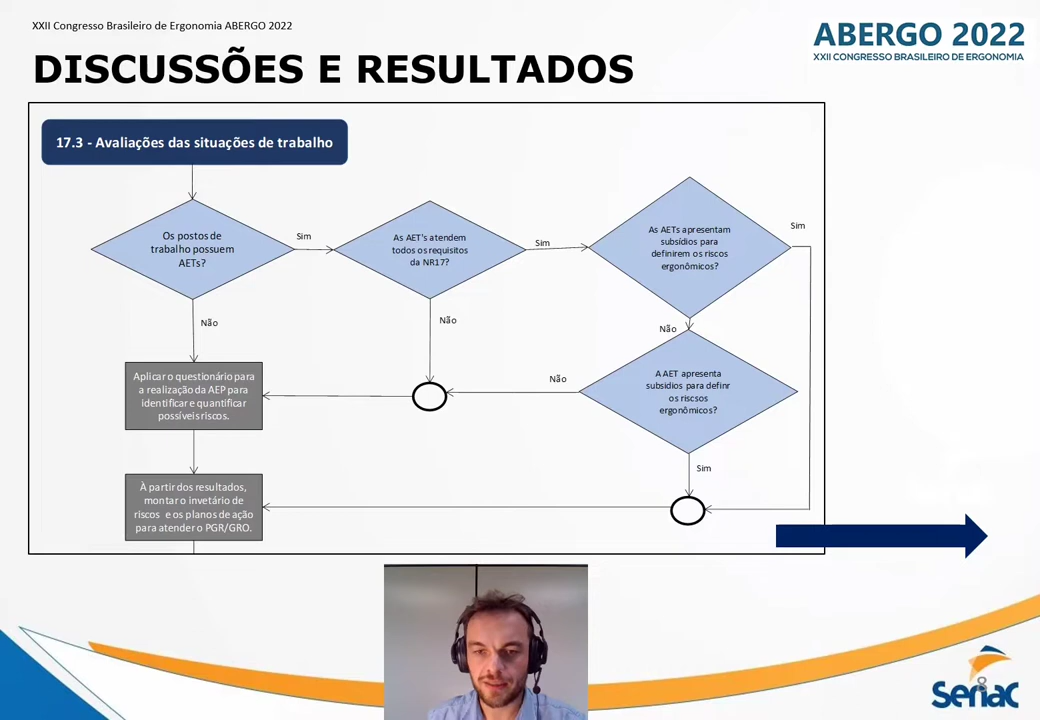 XXII Congresso Brasileiro de Ergonomia ABERGO 2022
ABERGO 2022
XXII CONGRESSO BRASILEIRO DE ERGONOMIA
DISCUSSÕES E RESULTADOS
17.3 - Avaliações das situações de trabalho
Os postos de
trabalho possuem
AETs?
Sim
As AET's atendem
todos os requisitos
da NR17?
Sim
As AETs apresentam
subsídios para
definirem os riscos
ergonômicos?
Sim
Não
Não
Não
Aplicar o questionário para
a realização da AEP para
identificar e quantificar
possíveis riscos.
Não
A AET apresenta
subsidios para definir
os riscsos
ergonômicos?
Sim
À partir dos resultados,
montar o invetário de
riscos e os planos de ação
para atender o PGR/GRO.
8
Senac